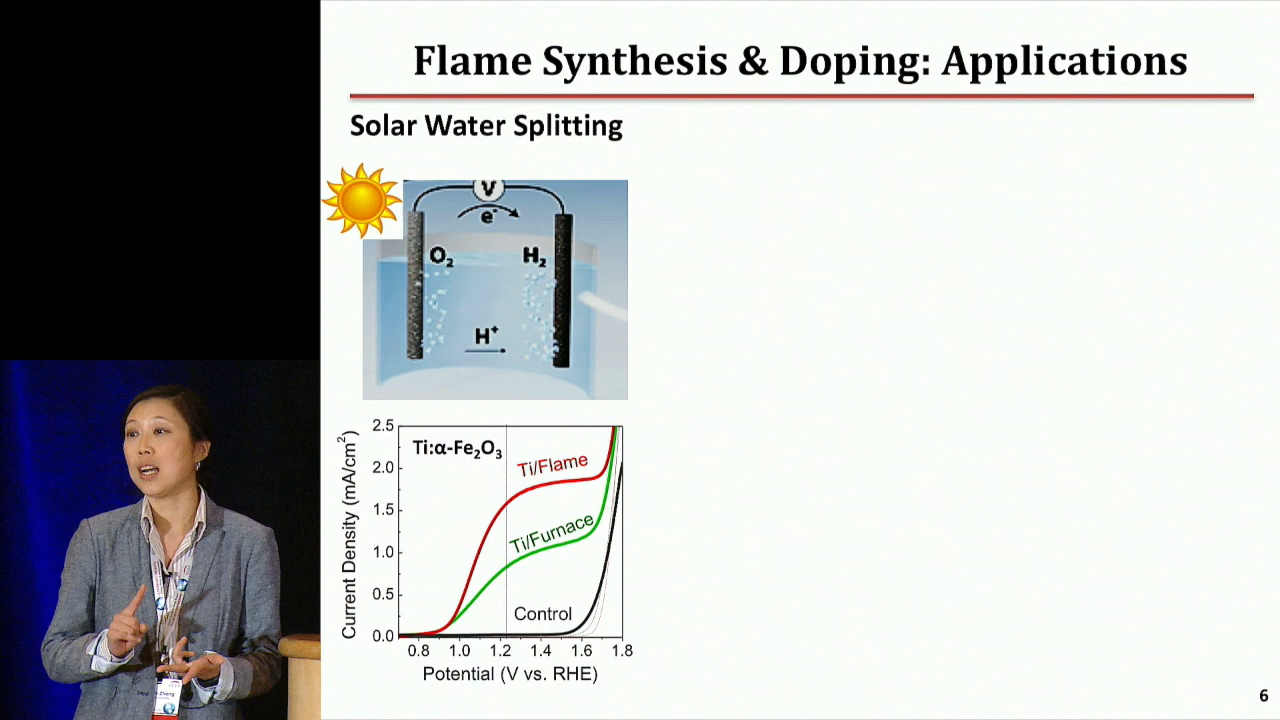 Flame Synthesis & Doping: Applications
Solar Water Splitting
V
e⁻
O₂
H₂
H⁺
Ti:α-Fe₂O₃
Ti/Flame
Ti/Furnace
Control
Current Density (mA/cm²)
2.5
2.0
1.5
1.0
0.5
0.0
0.8 1.0 1.2 1.4 1.6 1.8
Potential (V vs. RHE)
Zheng
6